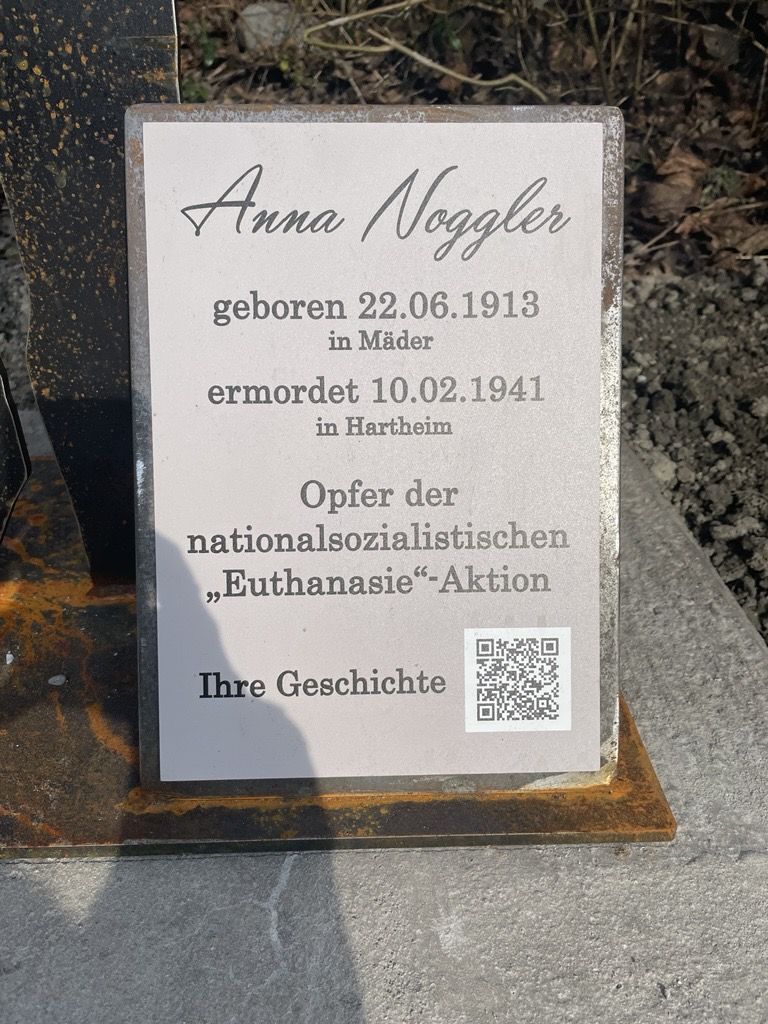 Anna Noggler
geboren 22.06.1913
in Mäder
ermordet 10.02.1941
in Hartheim
Opfer der
nationalsozialistischen
„Euthanasie“-Aktion
Ihre Geschichte